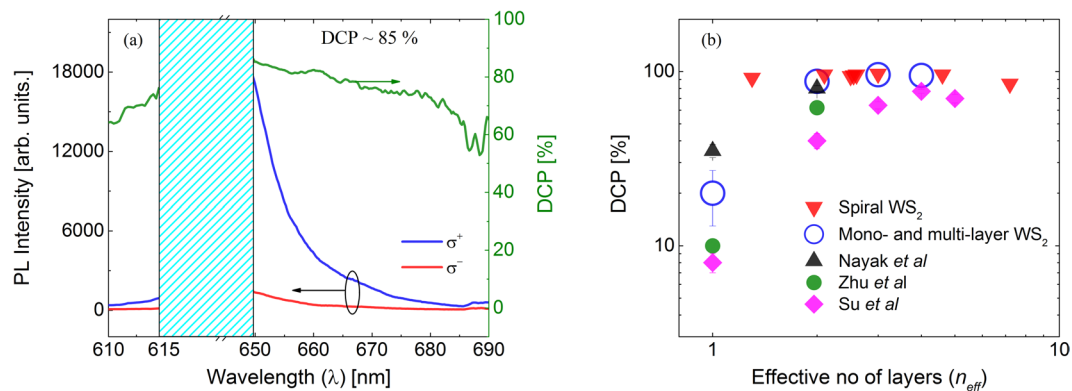 (a)
DCP ~ 85 %
PL Intensity [arb. units.]
18000
12000
6000
0
100
80
60
40
20
0
DCP [%]
σ+
σ−
610 615 650 660 670 680 690
Wavelength (λ) [nm]
(b)
DCP [%]
100
10
Spiral WS2
Mono- and multi-layer WS2
Nayak et al
Zhu et al
Su et al
1 10
Effective no of layers (neff)